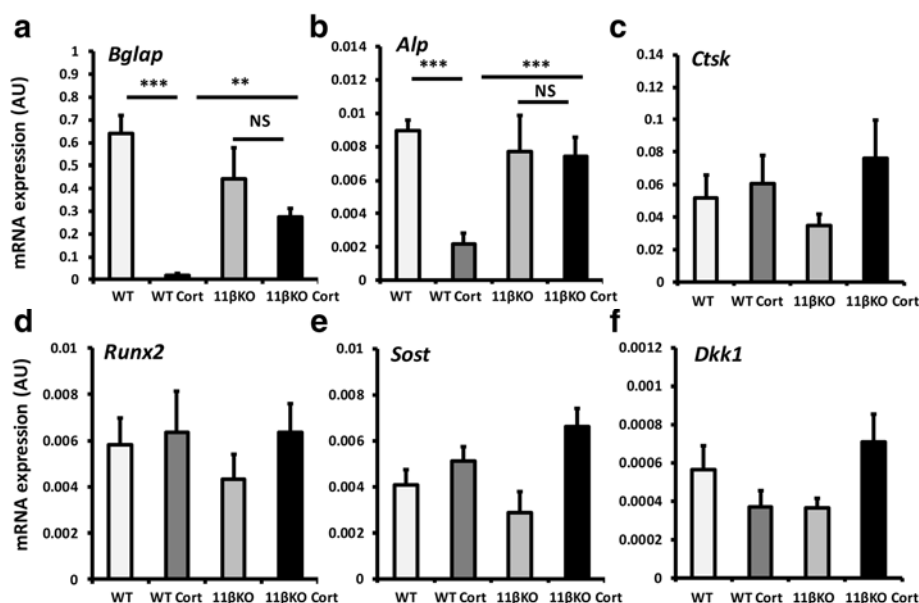 a
Bglap
mRNA expression (AU)
1
0.9
0.8
0.7
0.6
0.5
0.4
0.3
0.2
0.1
0
***
**
NS
WT
WT Cort
11βKO
11βKO Cort
b
Alp
0.014
0.012
0.01
0.008
0.006
0.004
0.002
0
***
***
NS
WT
WT Cort
11βKO
11βKO Cort
c
Ctsk
0.14
0.12
0.1
0.08
0.06
0.04
0.02
0
WT
WT Cort
11βKO
11βKO Cort
d
Runx2
mRNA expression (AU)
0.01
0.008
0.006
0.004
0.002
0
WT
WT Cort
11βKO
11βKO Cort
e
Sost
0.01
0.008
0.006
0.004
0.002
0
WT
WT Cort
11βKO
11βKO Cort
f
Dkk1
0.0012
0.001
0.0008
0.0006
0.0004
0.0002
0
WT
WT Cort
11βKO
11βKO Cort